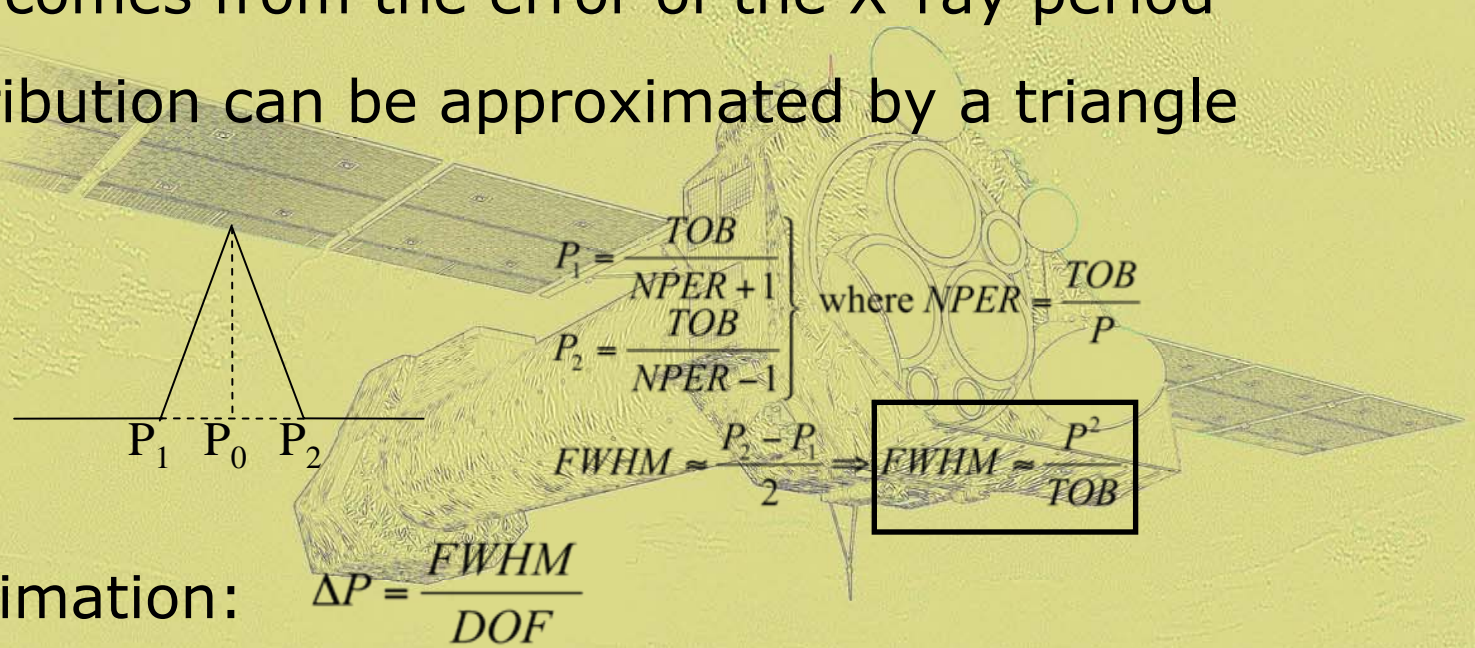 comes from the error of the X-ray period
ribution can be approximated by a triangle
P₁ = TOB / (NPER + 1)
P₂ = TOB / (NPER − 1)
where NPER = TOB / P
P₁ P₀ P₂
FWHM ≈ (P₂ − P₁) / 2 ⇒ FWHM ≈ P² / TOB
imation: ΔP = FWHM / DOF